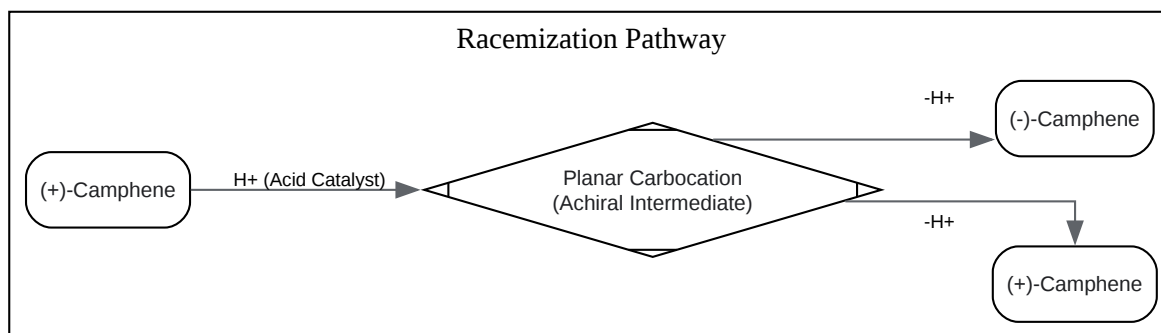 Racemization Pathway
(+)-Camphene
H+ (Acid Catalyst)
Planar Carbocation
(Achiral Intermediate)
-H+
(-)-Camphene
-H+
(+)-Camphene